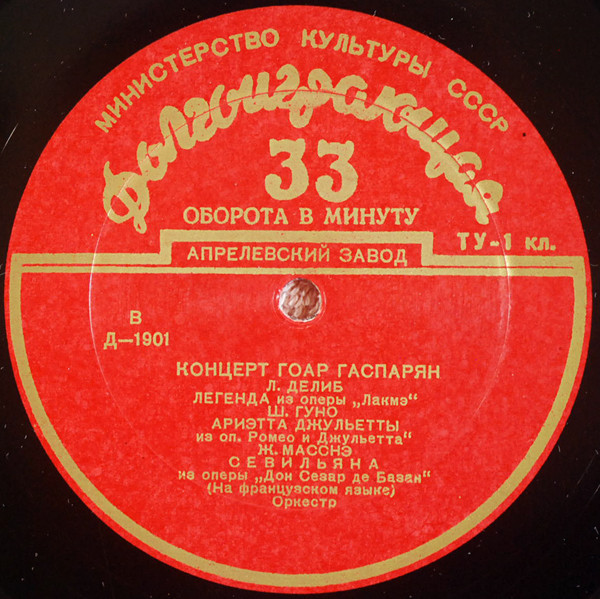 МИНИСТЕРСТВО КУЛЬТУРЫ СССР
Долгоиграющая
33
ОБОРОТА В МИНУТУ
ТУ-1 кл.
АПРЕЛЕВСКИЙ ЗАВОД
В
Д—1901
КОНЦЕРТ ГОАР ГАСПАРЯН
Л. ДЕЛИБ
ЛЕГЕНДА из оперы „Лакмэ“
Ш. ГУНО
АРИЭТТА ДЖУЛЬЕТТЫ
из оп. Ромео и Джульетта“
Ж. МАССНЭ
СЕВИЛЬЯНА
из оперы „Дон Сезар де Базан“
(На французском языке)
Оркестр